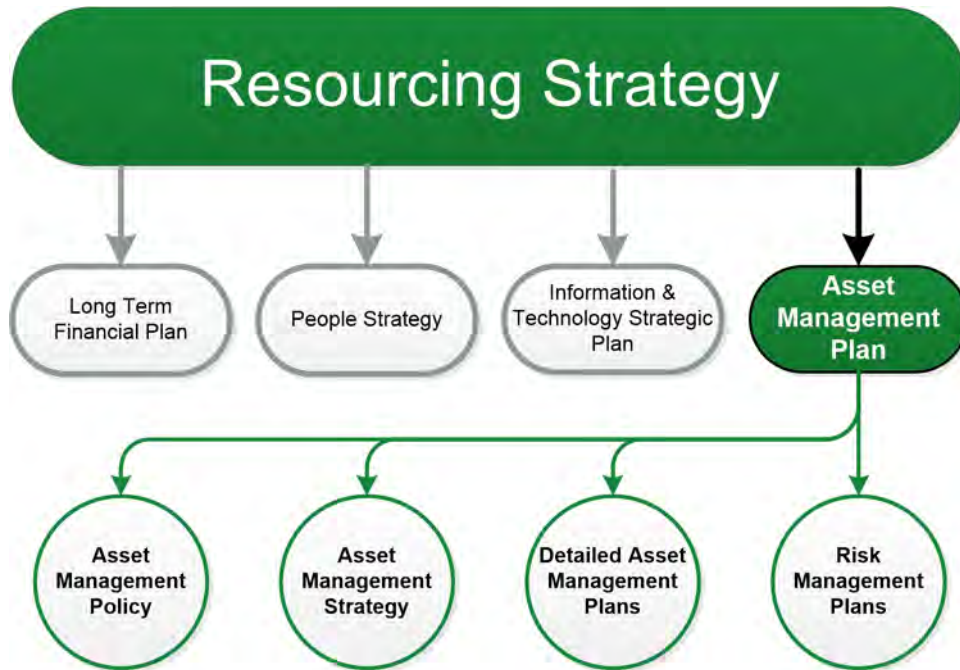 Resourcing Strategy
Long Term
Financial Plan
People Strategy
Information &
Technology Strategic
Plan
Asset
Management
Plan
Asset
Management
Policy
Asset
Management
Strategy
Detailed Asset
Management
Plans
Risk
Management
Plans